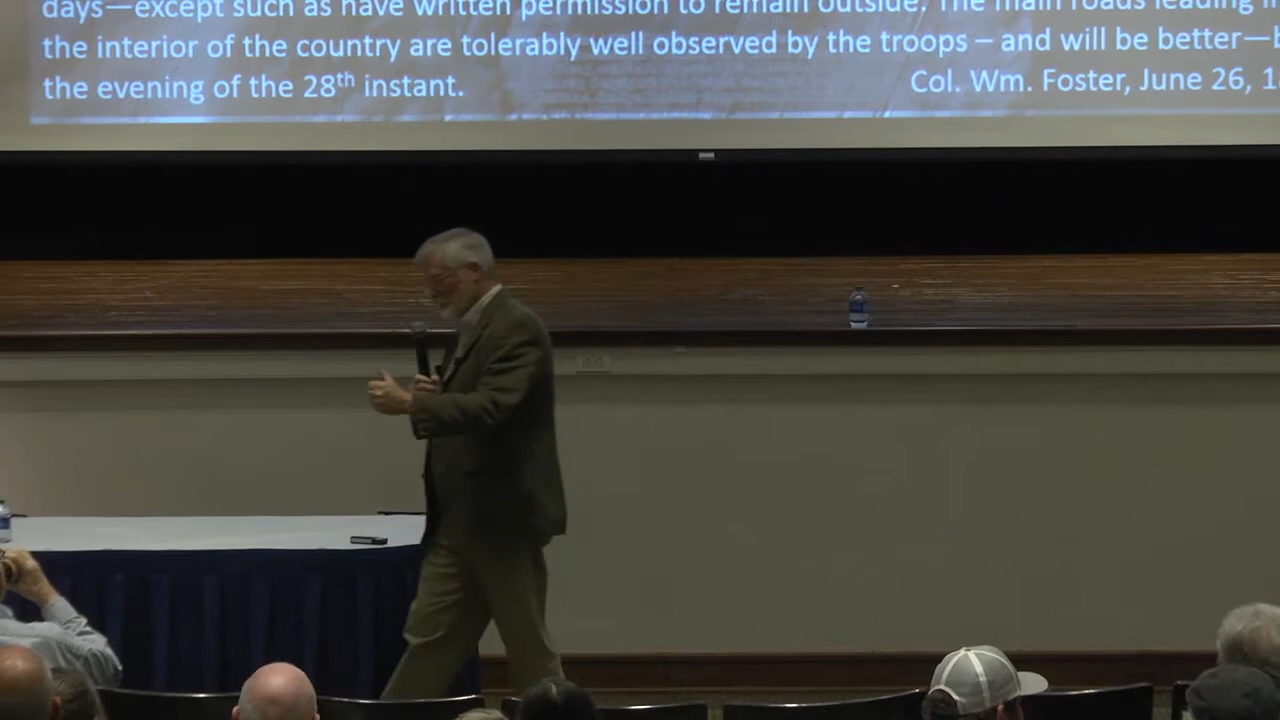 days—except such as have written permission to remain outside. The main roads leading
the interior of the country are tolerably well observed by the troops – and will be better—
the evening of the 28th instant.
Col. Wm. Foster, June 26, 1